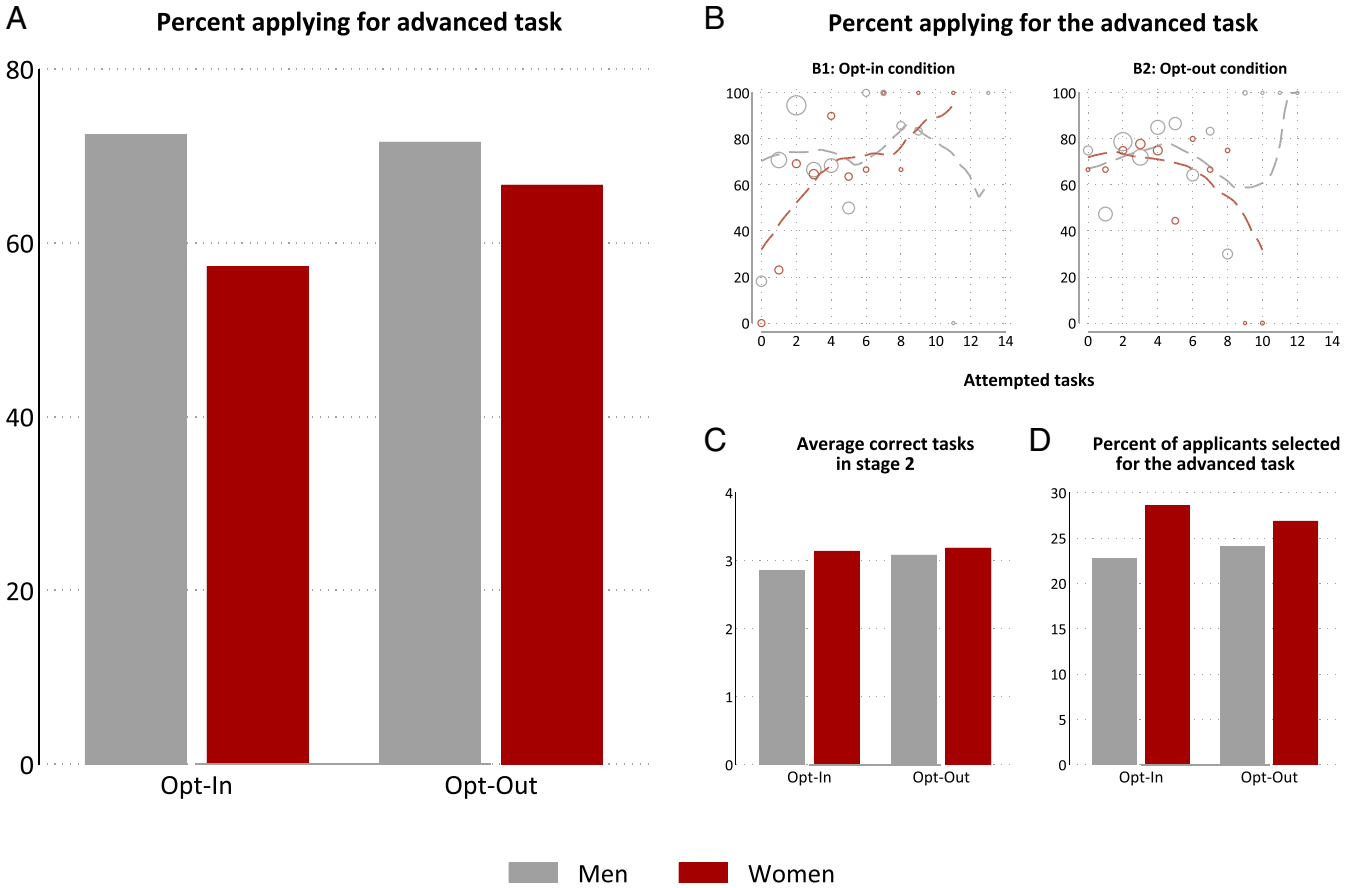 A
Percent applying for advanced task
80
60
40
20
0
Opt-In
Opt-Out
B
Percent applying for the advanced task
B1: Opt-in condition
100
80
60
40
20
0
0 2 4 6 8 10 12 14
B2: Opt-out condition
100
80
60
40
20
0
0 2 4 6 8 10 12 14
Attempted tasks
C
Average correct tasks
in stage 2
4
3
2
1
0
Opt-In
Opt-Out
D
Percent of applicants selected
for the advanced task
30
25
20
15
10
5
0
Opt-In
Opt-Out
Men
Women